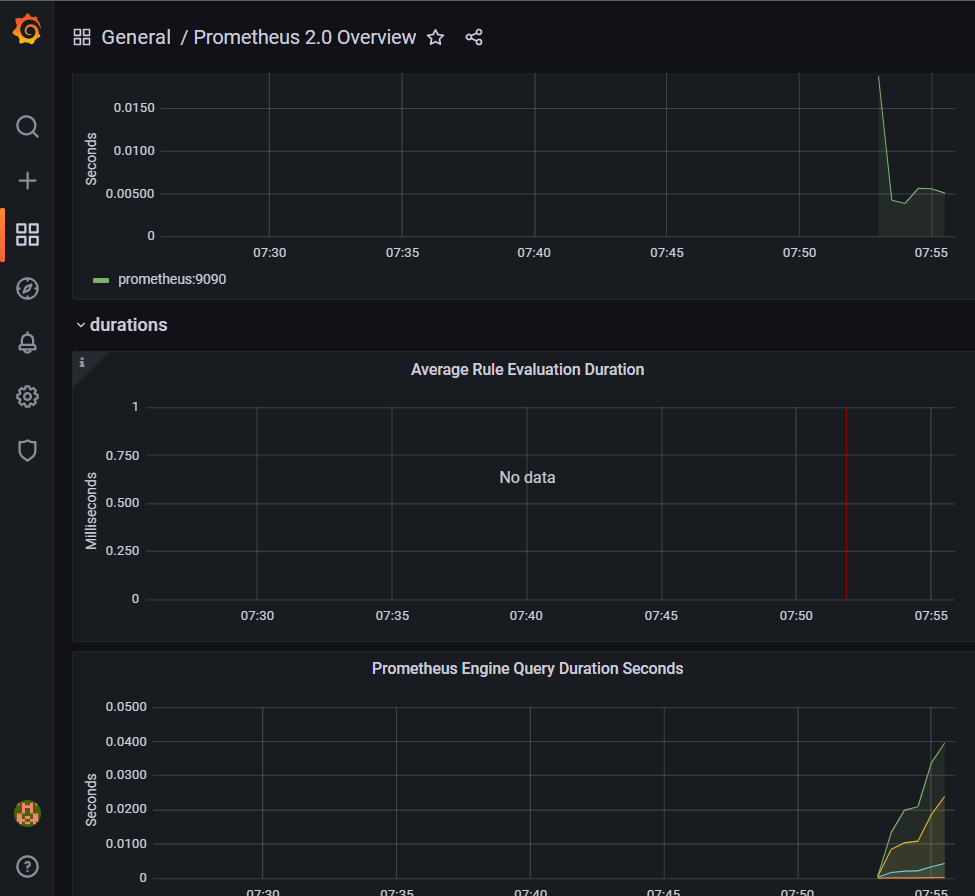 General / Prometheus 2.0 Overview
0.0150
0.0100
0.00500
0
Seconds
07:30 07:35 07:40 07:45 07:50 07:55
prometheus:9090
durations
i
Average Rule Evaluation Duration
1
0.750
0.500
0.250
0
Milliseconds
No data
07:30 07:35 07:40 07:45 07:50 07:55
Prometheus Engine Query Duration Seconds
0.0500
0.0400
0.0300
0.0200
0.0100
0
Seconds
07:30 07:35 07:40 07:45 07:50 07:55
?